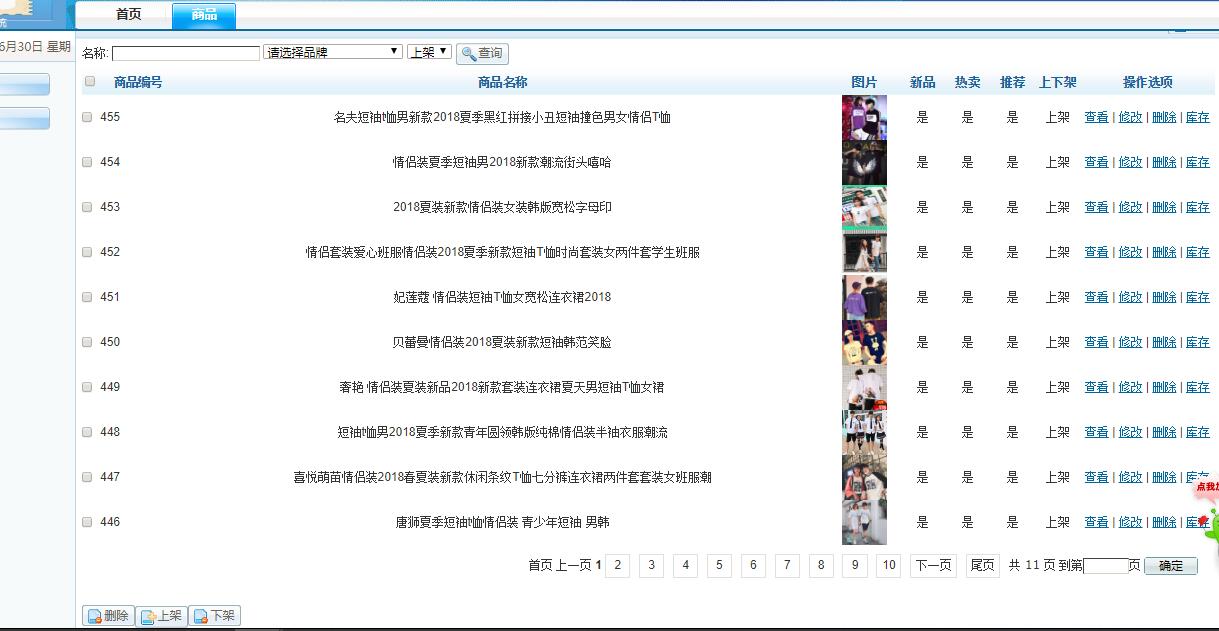 首页 商品
统
6月30日 星期
名称: 请选择品牌 上架 查询
商品编号 商品名称 图片 新品 热卖 推荐 上下架 操作选项
455 名夫短袖t恤男新款2018夏季黑红拼接小丑短袖撞色男女情侣T恤 是 是 是 上架 查看 | 修改 | 删除 | 库存
454 情侣装夏季短袖男2018新款潮流街头嘻哈 是 是 是 上架 查看 | 修改 | 删除 | 库存
453 2018夏装新款情侣装女装韩版宽松字母印 是 是 是 上架 查看 | 修改 | 删除 | 库存
452 情侣套装爱心班服情侣装2018夏季新款短袖T恤时尚套装女两件套学生班服 是 是 是 上架 查看 | 修改 | 删除 | 库存
451 妃莲蔻 情侣装短袖T恤女宽松连衣裙2018 是 是 是 上架 查看 | 修改 | 删除 | 库存
450 贝蕾曼情侣装2018夏装新款短袖韩范笑脸 是 是 是 上架 查看 | 修改 | 删除 | 库存
449 奢艳 情侣装夏装新品2018新款套装连衣裙夏天男短袖T恤女裙 是 是 是 上架 查看 | 修改 | 删除 | 库存
448 短袖t恤男2018夏季新款青年圆领韩版纯棉情侣装半袖衣服潮流 是 是 是 上架 查看 | 修改 | 删除 | 库存
447 喜悦萌苗情侣装2018春夏装新款休闲条纹T恤七分裤连衣裙两件套套装女班服潮 是 是 是 上架 查看 | 修改 | 删除 | 库存
点我加
446 唐狮夏季短袖t恤情侣装 青少年短袖 男韩 是 是 是 上架 查看 | 修改 | 删除 | 库存
首页 上一页 1 2 3 4 5 6 7 8 9 10 下一页 尾页 共 11 页 到第 页 确定
删除 上架 下架